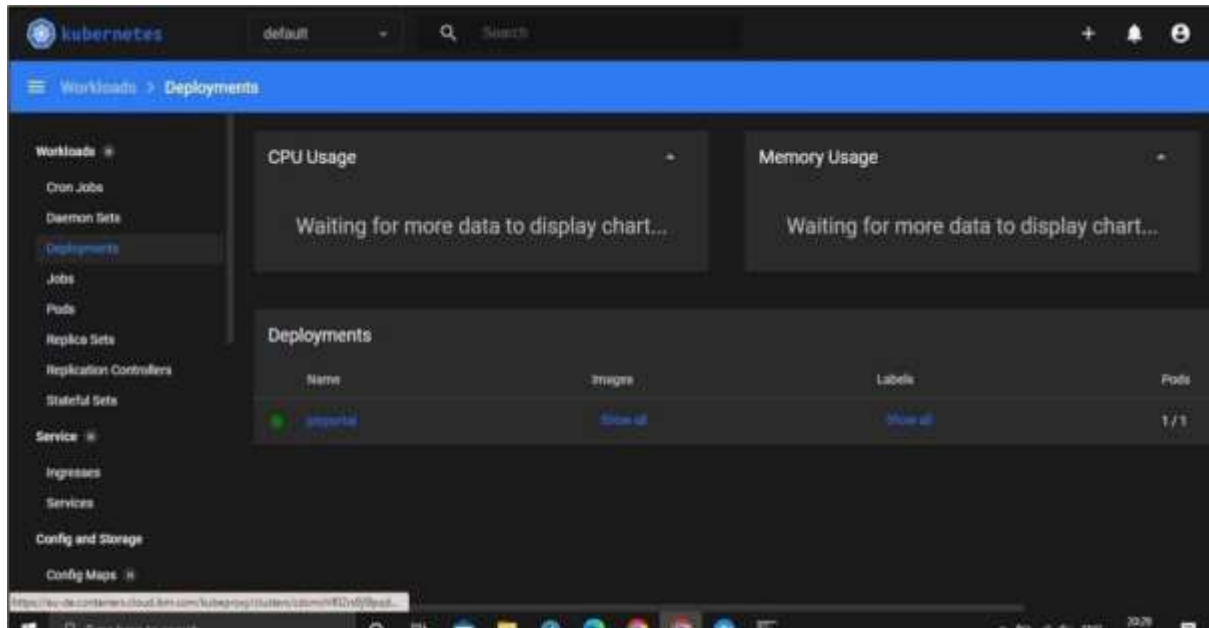 kubernetes
default
Search
Workloads > Deployments
Workloads N
Cron Jobs
Daemon Sets
Deployments
Jobs
Pods
Replica Sets
Replication Controllers
Stateful Sets
Service N
Ingresses
Services
Config and Storage
Config Maps N
CPU Usage
Waiting for more data to display chart...
Memory Usage
Waiting for more data to display chart...
Deployments
Name Images Labels Pods
Show all Show all 1 / 1
20:29